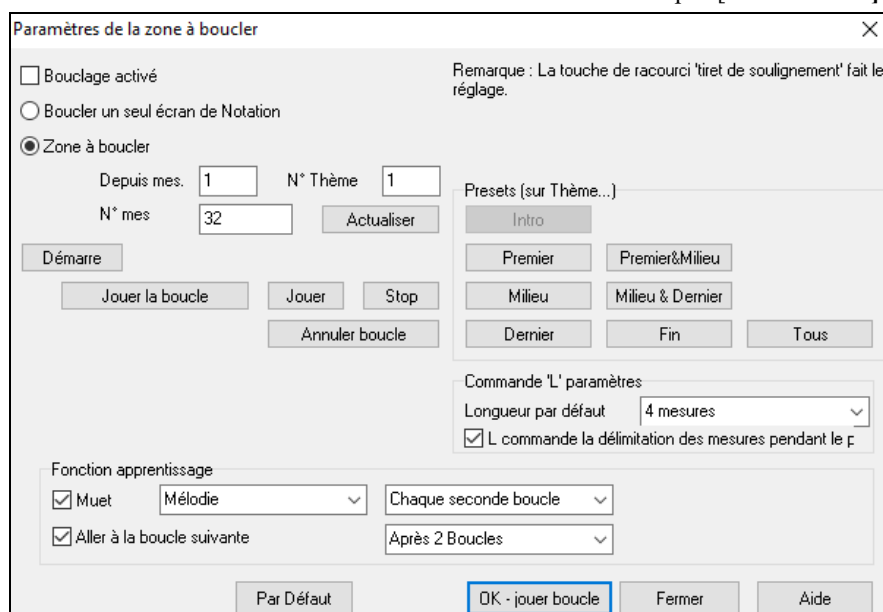 Paramètres de la zone à boucler
Bouclage activé
Remarque : La touche de racourci 'tiret de soulignement' fait le
réglage.
Boucler un seul écran de Notation
Zone à boucler
Depuis mes. 1 N° Thème 1
N° mes 32 Actualiser
Démarre
Jouer la boucle Jouer Stop
Annuler boucle
Presets (sur Thème...)
Intro
Premier Premier&Milieu
Milieu Milieu & Dernier
Dernier Fin Tous
Commande 'L' paramètres
Longueur par défaut 4 mesures
L commande la délimitation des mesures pendant le
Fonction apprentissage
Muet Mélodie Chaque seconde boucle
Aller à la boucle suivante Après 2 Boucles
Par Défaut OK - jouer boucle Fermer Aide